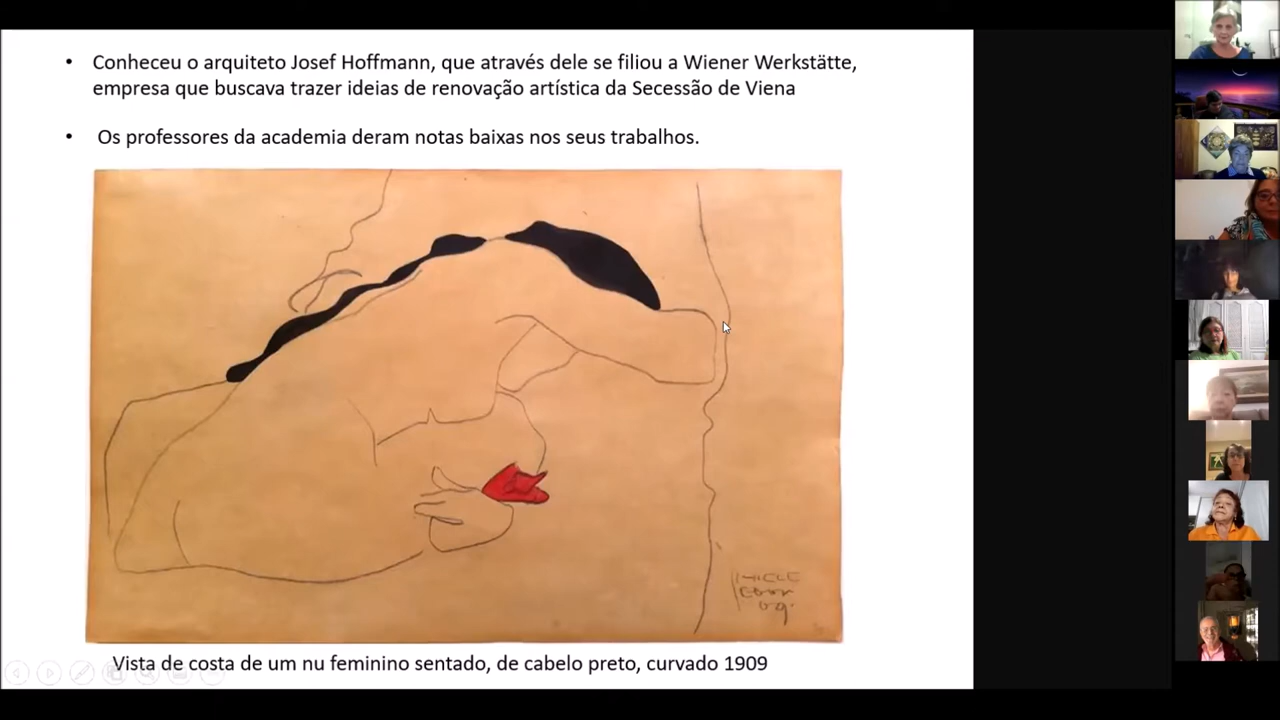 • Conheceu o arquiteto Josef Hoffmann, que através dele se filiou a Wiener Werkstätte,
empresa que buscava trazer ideias de renovação artística da Secessão de Viena
• Os professores da academia deram notas baixas nos seus trabalhos.
Vista de costa de um nu feminino sentado, de cabelo preto, curvado 1909